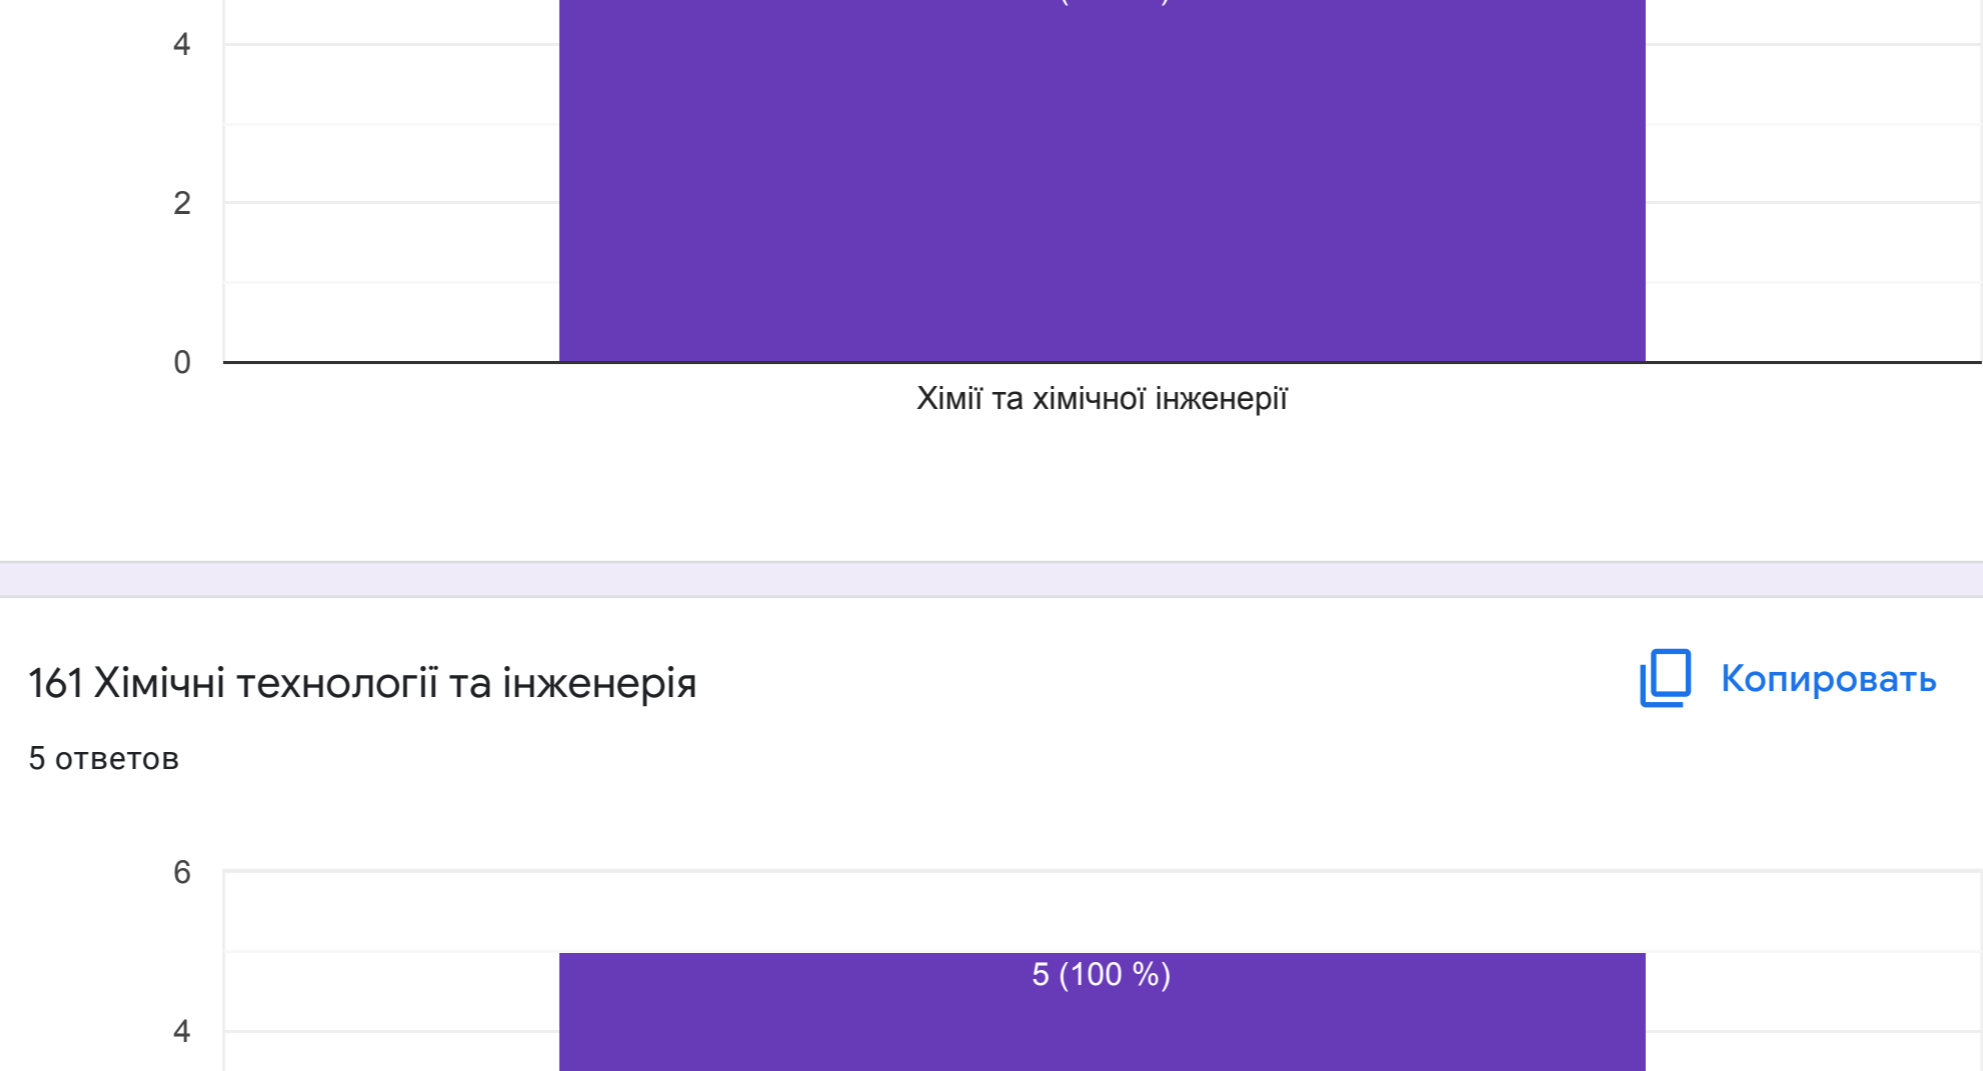 4
2
0
Хімії та хімічної інженерії
161 Хімічні технології та інженерія
Копировать
5 ответов
6
5 (100 %)
4